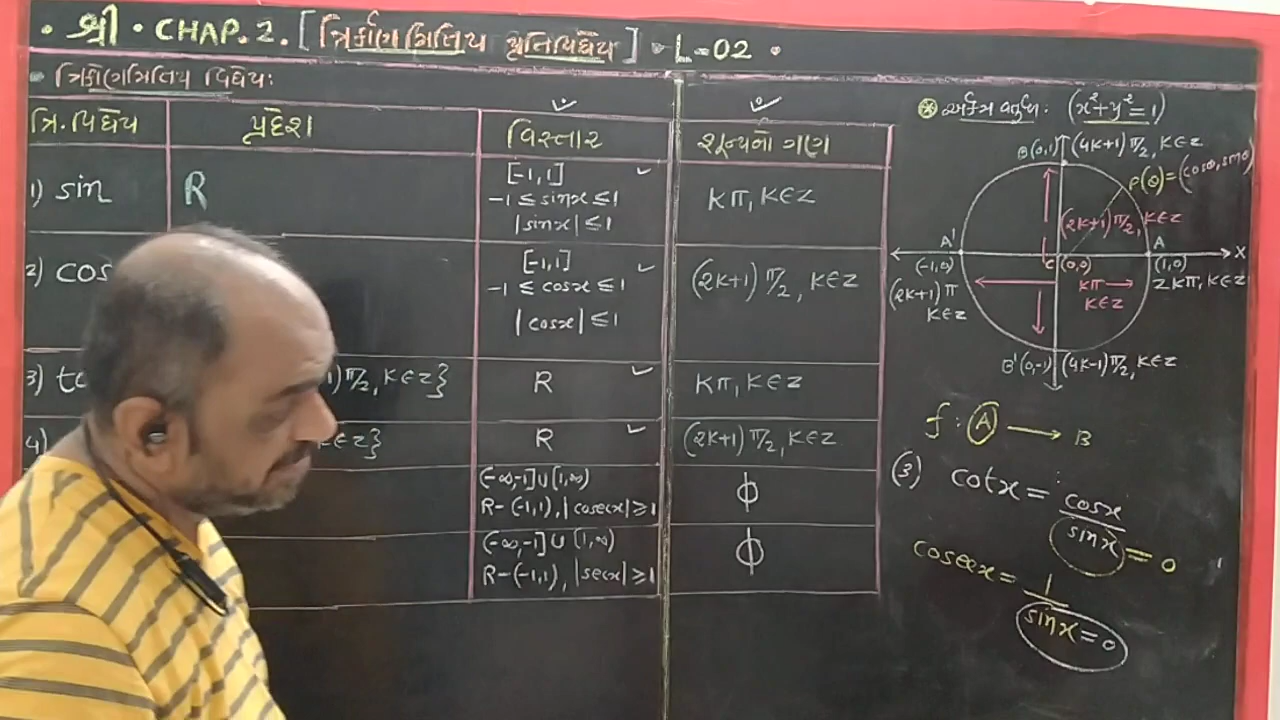 • શ્રી • CHAP. 2. [ ત્રિકોણમિતિય પ્રતિવિધેય ] • L-02 •
ત્રિકોણમિતિય વિધેય:
ત્રિ. વિધેય પ્રદેશ વિસ્તાર શૂન્યનો ગણ
1) sin R [-1,1] kπ, k∈z
-1 ≤ sinx ≤ 1
|sinx| ≤ 1
2) cos [-1,1] (2k+1) π/2, k∈z
-1 ≤ cosx ≤ 1
|cosx| ≤ 1
3) ta 1) π/2, k∈z} R kπ, k∈z
4) k∈z} R (2k+1) π/2, k∈z
(-∞,-1]∪[1,∞) ϕ
R-(-1,1), |cosecx| ≥ 1
(-∞,-1] ∪ (1,∞) ϕ
R-(-1,1), |secx| ≥ 1
એકમ વર્તુળ: (x²+y²=1)
B(0,1) (4k+1) π/2, k∈z
P(θ)=(cosθ, sinθ)
(2k+1) π/2, k∈z
A' A X
(-1,0) C (0,0) (1,0)
(2k+1) π kπ 2kπ, k∈z
k∈z k∈z
B'(0,-1) (4k-1) π/2, k∈z
f : A → B
(3) cotx = cosx / sinx = 0
cosecx = 1 / sinx = 0